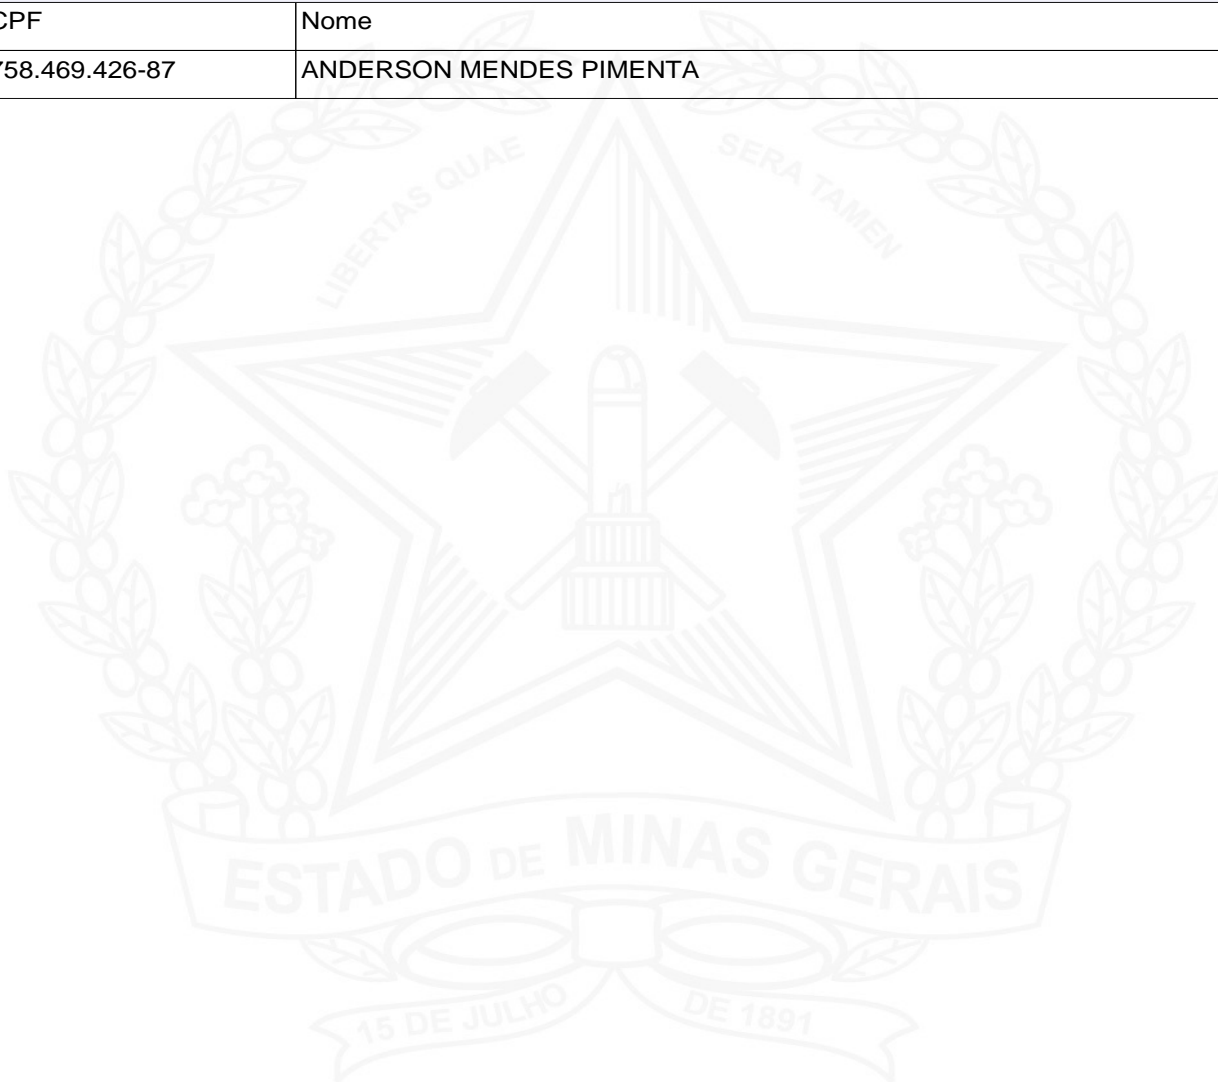 CPF Nome
758.469.426-87 ANDERSON MENDES PIMENTA
LIBERTAS QUAE SERA TAMEN
ESTADO DE MINAS GERAIS
15 DE JULHO DE 1891